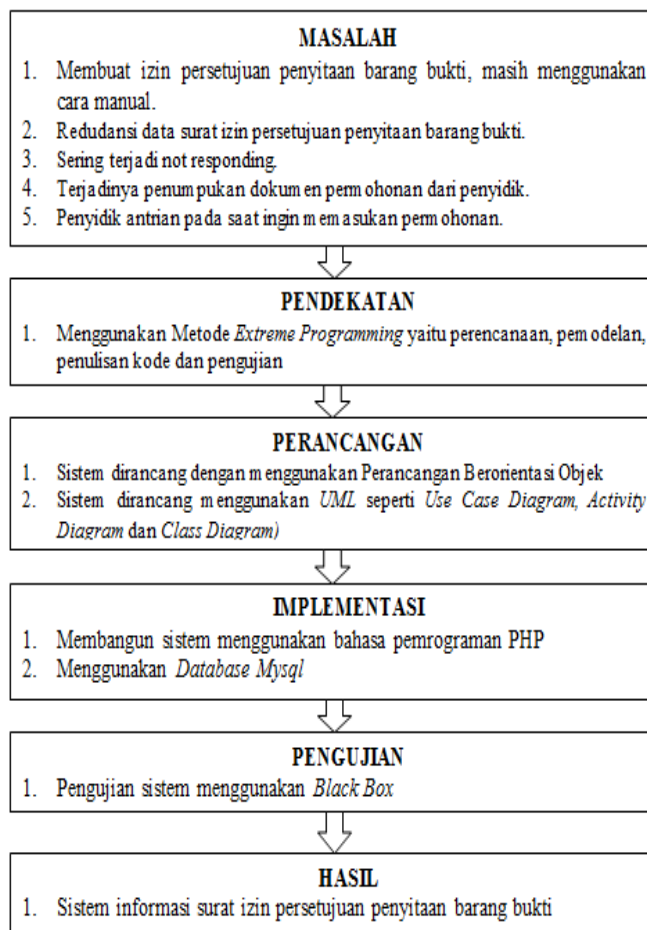 MASALAH
1. Membuat izin persetujuan penyitaan barang bukti, masih menggunakan
cara manual.
2. Redudansi data surat izin persetujuan penyitaan barang bukti.
3. Sering terjadi not responding.
4. Terjadinya penumpukan dokumen permohonan dari penyidik.
5. Penyidik antrian pada saat ingin memasukan permohonan.
PENDEKATAN
1. Menggunakan Metode Extreme Programming yaitu perencanaan, pemodelan,
penulisan kode dan pengujian
PERANCANGAN
1. Sistem dirancang dengan menggunakan Perancangan Berorientasi Objek
2. Sistem dirancang menggunakan UML seperti Use Case Diagram, Activity
Diagram dan Class Diagram)
IMPLEMENTASI
1. Membangun sistem menggunakan bahasa pemrograman PHP
2. Menggunakan Database Mysql
PENGUJIAN
1. Pengujian sistem menggunakan Black Box
HASIL
1. Sistem informasi surat izin persetujuan penyitaan barang bukti